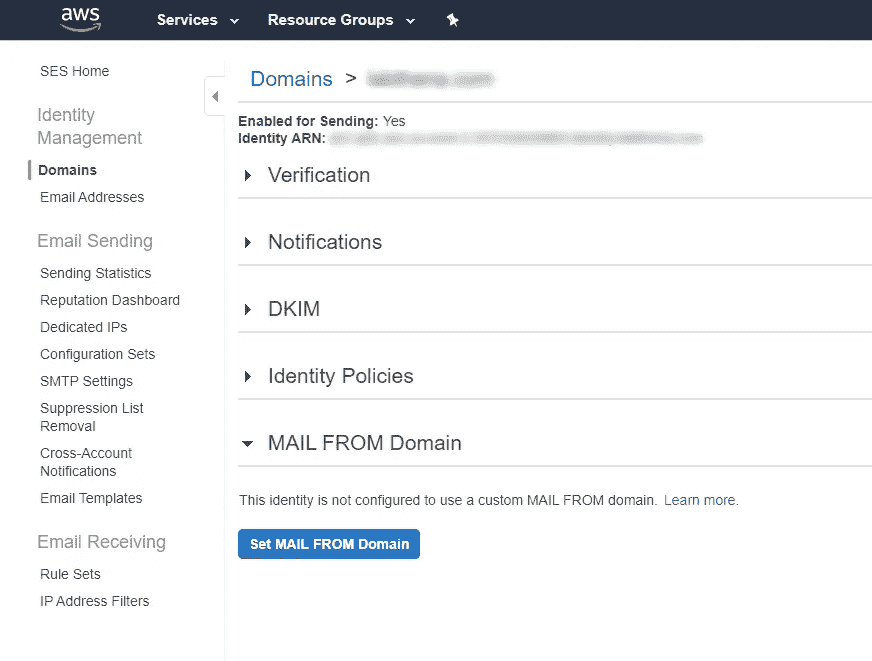 aws
Services
Resource Groups
SES Home
Identity
Management
Domains
Email Addresses
Email Sending
Sending Statistics
Reputation Dashboard
Dedicated IPs
Configuration Sets
SMTP Settings
Suppression List
Removal
Cross-Account
Notifications
Email Templates
Email Receiving
Rule Sets
IP Address Filters
Domains >
Enabled for Sending: Yes
Identity ARN:
Verification
Notifications
DKIM
Identity Policies
MAIL FROM Domain
This identity is not configured to use a custom MAIL FROM domain. Learn more.
Set MAIL FROM Domain